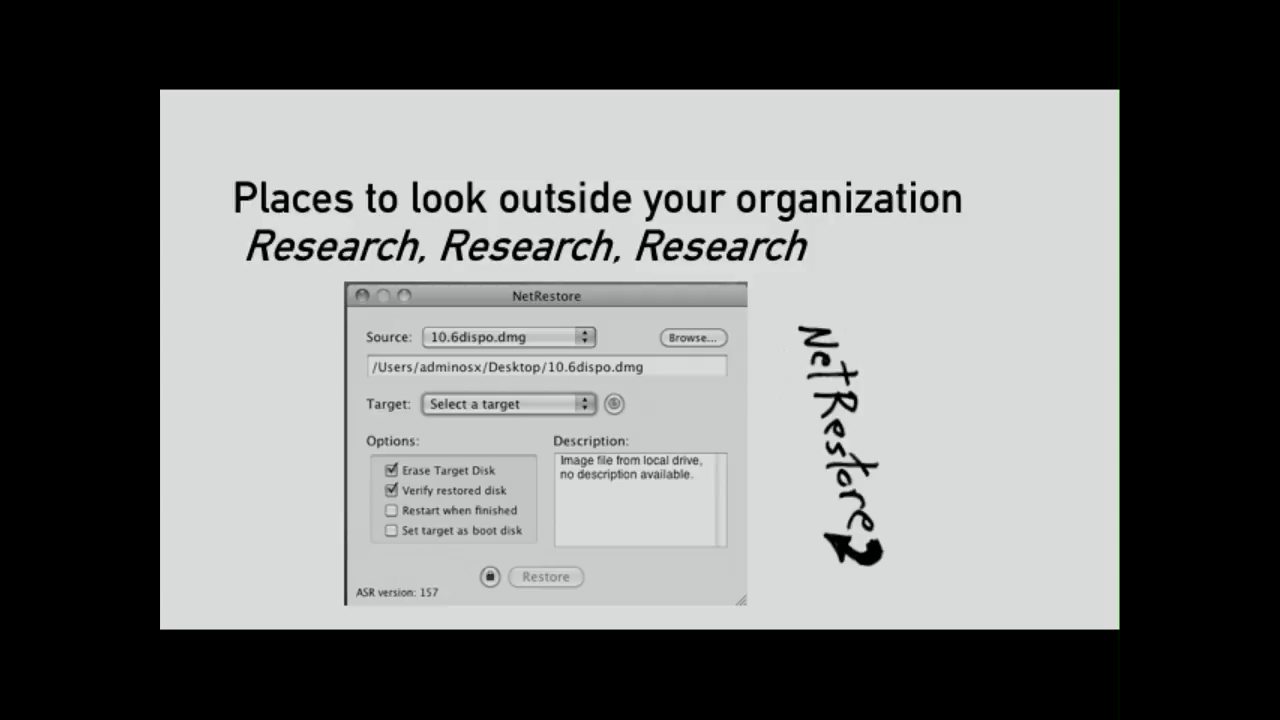 Places to look outside your organization
Research, Research, Research
NetRestore
Source: 10.6dispo.dmg Browse...
/Users/adminosx/Desktop/10.6dispo.dmg
Target: Select a target
Options: Description:
Erase Target Disk
Verify restored disk
Restart when finished
Set target as boot disk
Image file from local drive,
no description available.
Restore
ASR version: 157
NetRestore